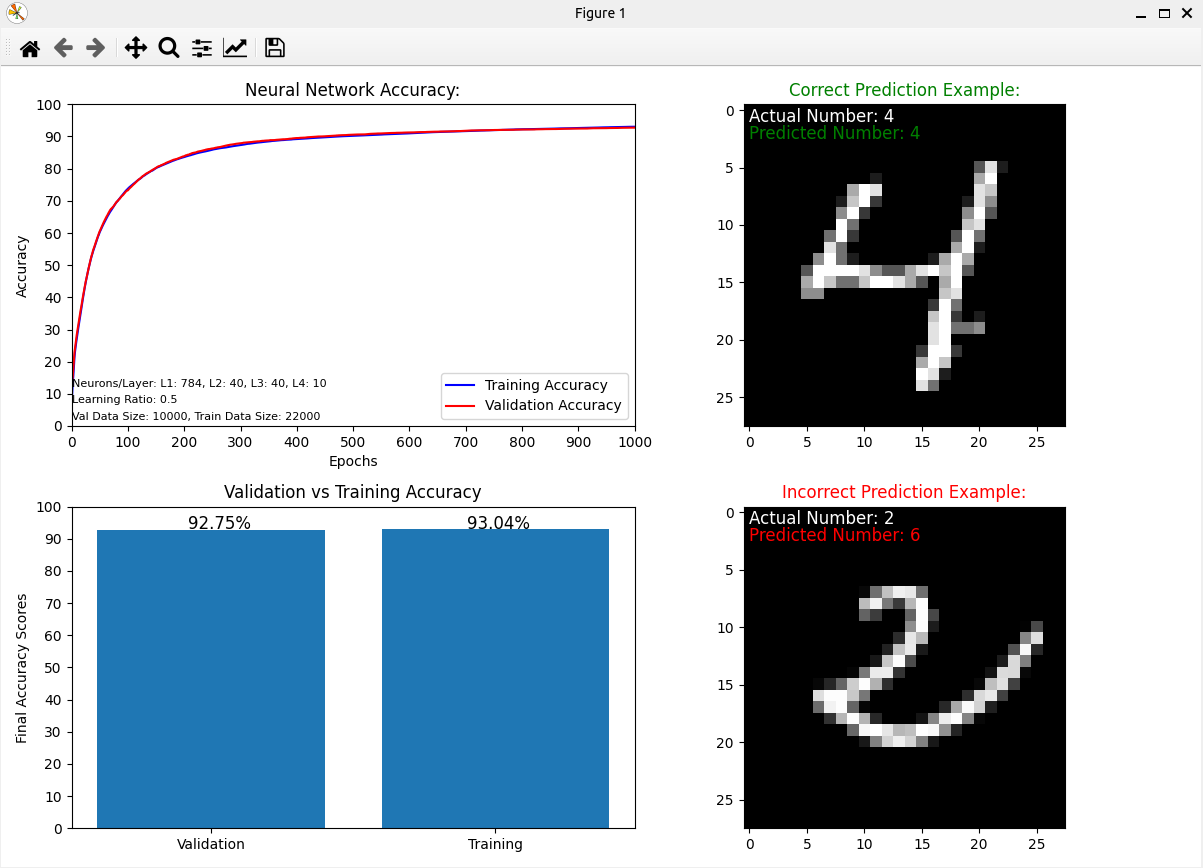 Figure 1
Neural Network Accuracy:
100
90
80
70
60
50
40
30
20
10
0
Accuracy
Neurons/Layer: L1: 784, L2: 40, L3: 40, L4: 10
Learning Ratio: 0.5
Val Data Size: 10000, Train Data Size: 22000
Training Accuracy
Validation Accuracy
0 100 200 300 400 500 600 700 800 900 1000
Epochs
Correct Prediction Example:
Actual Number: 4
Predicted Number: 4
0
5
10
15
20
25
4
0 5 10 15 20 25
Validation vs Training Accuracy
100
90
80
70
60
50
40
30
20
10
0
Final Accuracy Scores
92.75% 93.04%
Validation Training
Incorrect Prediction Example:
Actual Number: 2
Predicted Number: 6
0
5
10
15
20
25
2
0 5 10 15 20 25